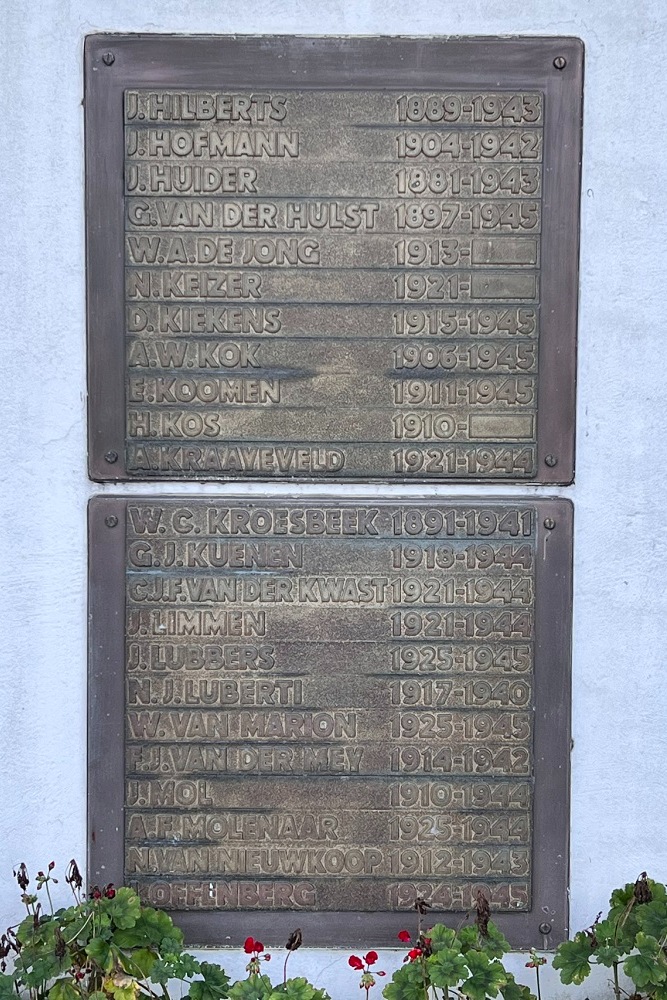 J. HILBERTS 1889-1943
J. HOFMANN 1904-1942
J. HUIDER 1881-1943
G. VAN DER HULST 1897-1945
W. A. DE JONG 1913-
N. KEIZER 1921-
D. KIEKENS 1915-1945
A. W. KOK 1906-1945
E. KOOMEN 1911-1945
H. KOS 1910-
A. KRAAYEVELD 1921-1944
W. C. KROESBEEK 1891-1941
G. J. KUENEN 1918-1944
C.J.F. VAN DER KWAST 1921-1944
J. LIMMEN 1921-1944
J. LUBBERS 1925-1945
N. J. LUBERTI 1917-1940
W. VAN MARION 1925-1945
F.J. VAN DER MEY 1914-1942
J. MOL 1910-1944
A. F. MOLENAAR 1925-1944
N. VAN NIEUWKOOP 1912-1943
OFFENBERG 1924-1945